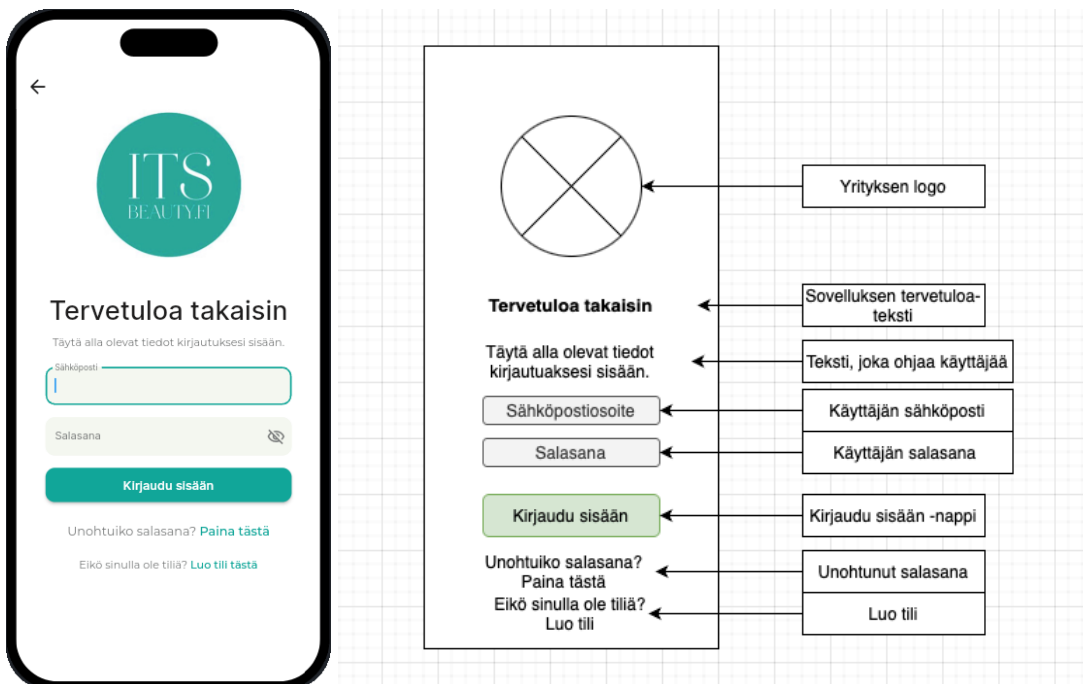 ITS
BEAUTY.FI
Tervetuloa takaisin
Täytä alla olevat tiedot kirjautuksesi sisään.
Sähköposti
Salasana
Kirjaudu sisään
Unohtuiko salasana? Paina tästä
Eikö sinulla ole tiliä? Luo tili tästä
Tervetuloa takaisin
Täytä alla olevat tiedot
kirjautuaksesi sisään.
Sähköpostiosoite
Salasana
Kirjaudu sisään
Unohtuiko salasana?
Paina tästä
Eikö sinulla ole tiliä?
Luo tili
Yrityksen logo
Sovelluksen tervetuloa-
teksti
Teksti, joka ohjaa käyttäjää
Käyttäjän sähköposti
Käyttäjän salasana
Kirjaudu sisään -nappi
Unohtunut salasana
Luo tili